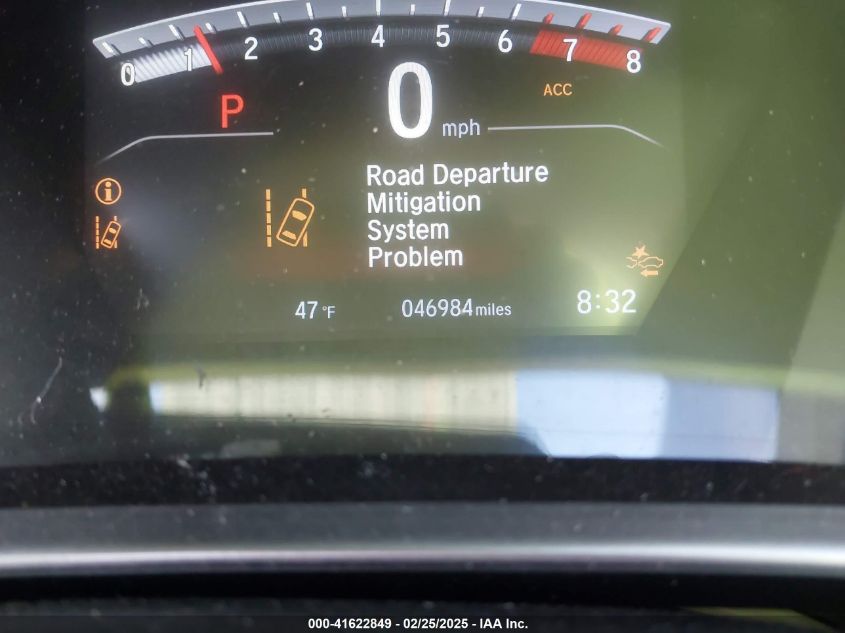 0 1 2 3 4 5 6 7 8
P 0 mph ACC
Road Departure
Mitigation
System
Problem
47 °F 046984 miles 8:32
000-41622849 - 02/25/2025 - IAA Inc.